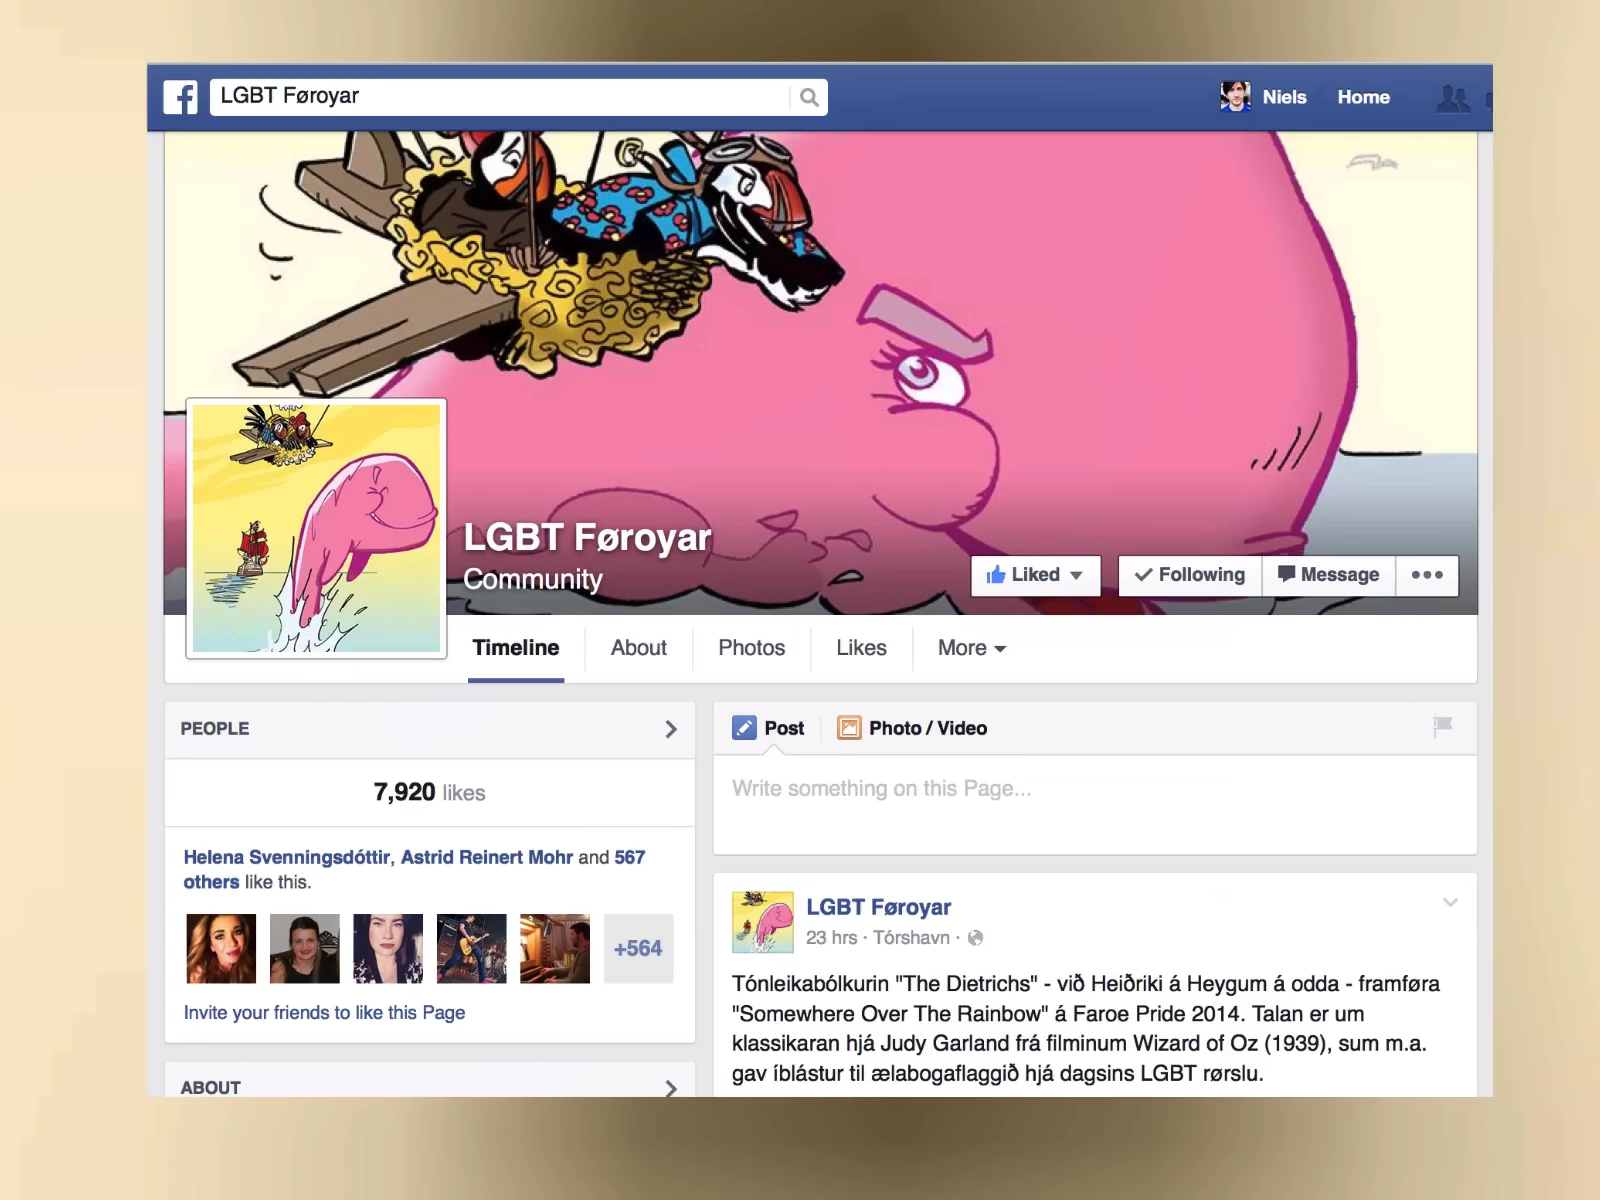 LGBT Føroyar
Niels
Home
LGBT Føroyar
Community
Liked
Following
Message
Timeline
About
Photos
Likes
More
PEOPLE
7,920 likes
Helena Svenningsdóttir, Astrid Reinert Mohr and 567
others like this.
+564
Invite your friends to like this Page
ABOUT
Post
Photo / Video
Write something on this Page...
LGBT Føroyar
23 hrs · Tórshavn ·
Tónleikabólkurin "The Dietrichs" - við Heiðriki á Heygum á odda - framføra
"Somewhere Over The Rainbow" á Faroe Pride 2014. Talan er um
klassikaran hjá Judy Garland frá filminum Wizard of Oz (1939), sum m.a.
gav íblástur til ælabogaflaggið hjá dagsins LGBT rørslu.